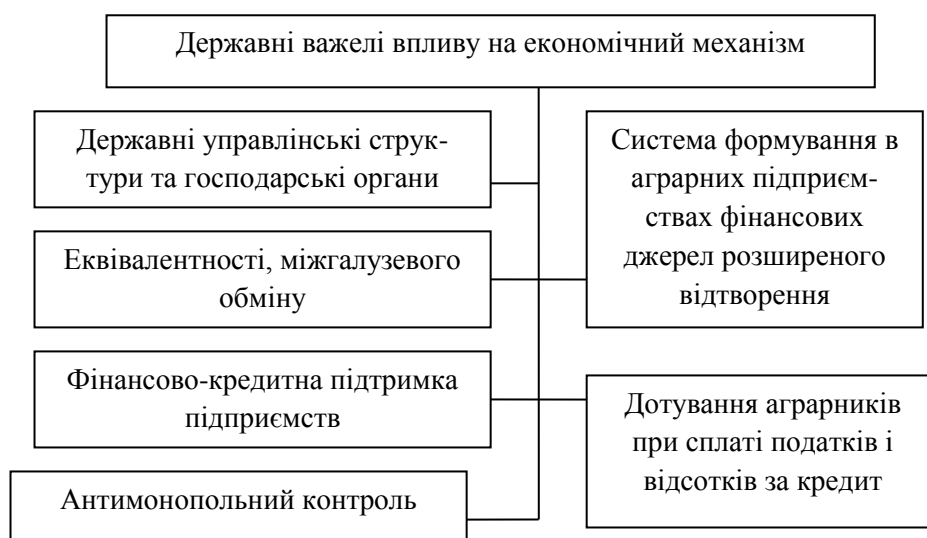 Державні важелі впливу на економічний механізм
Державні управлінські струк-
тури та господарські органи
Еквівалентності, міжгалузевого
обміну
Фінансово-кредитна підтримка
підприємств
Антимонопольний контроль
Система формування в
аграрних підприєм-
ствах фінансових
джерел розширеного
відтворення
Дотування аграрників
при сплаті податків і
відсотків за кредит